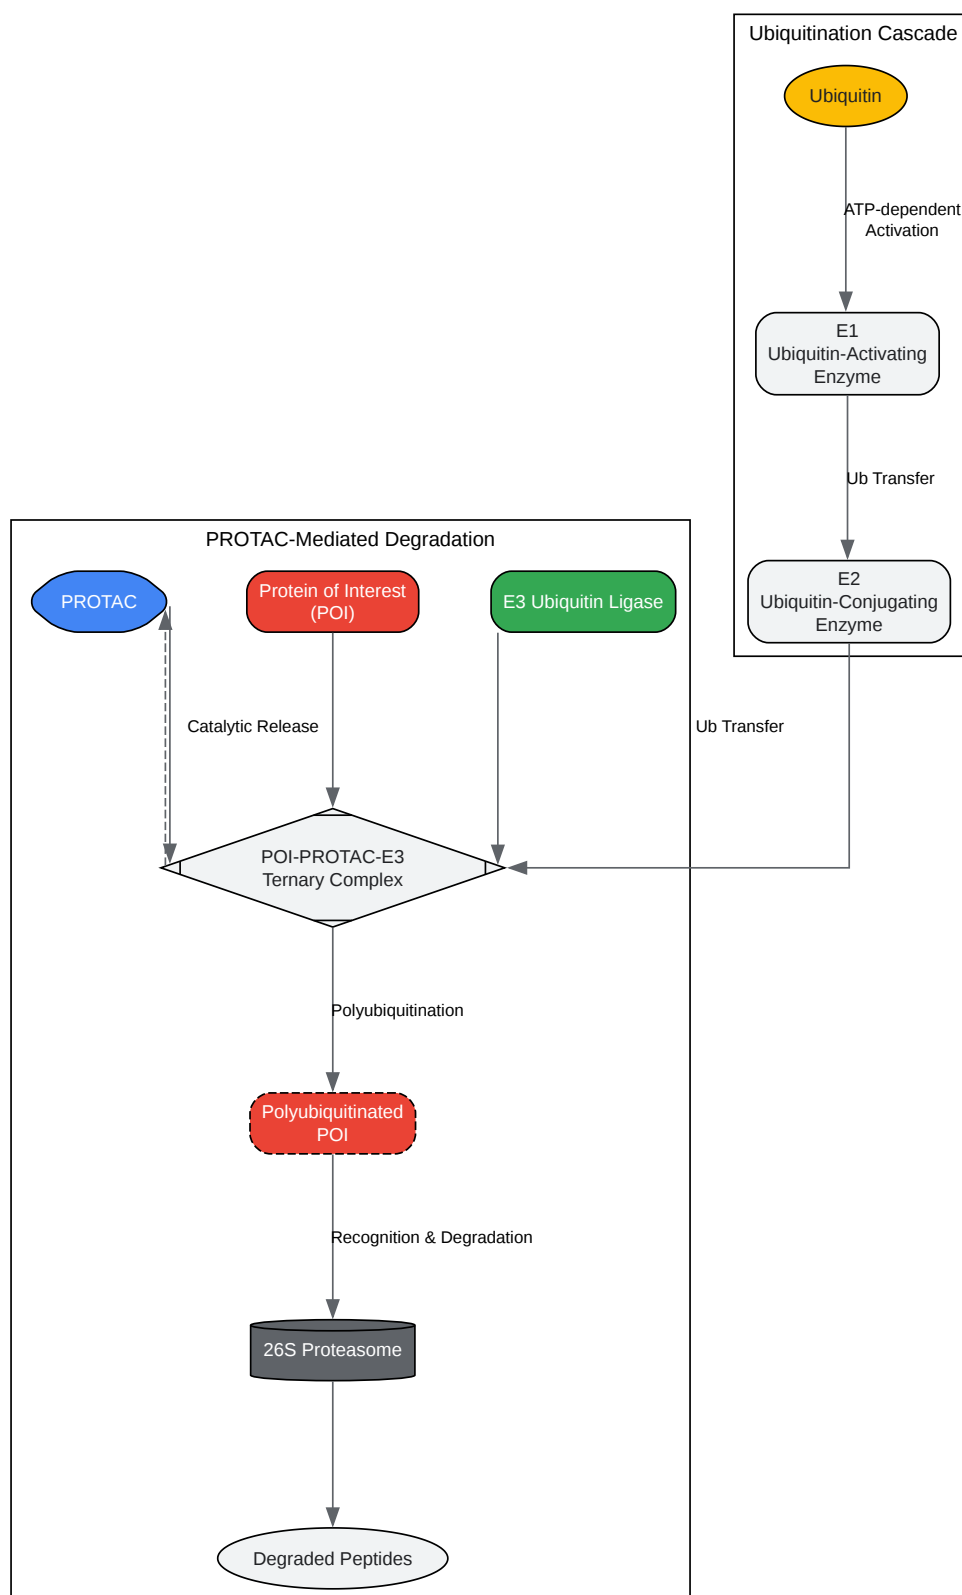 Ubiquitination Cascade
Ubiquitin
ATP-dependent
Activation
E1
Ubiquitin-Activating
Enzyme
Ub Transfer
E2
Ubiquitin-Conjugating
Enzyme
PROTAC-Mediated Degradation
PROTAC
Protein of Interest
(POI)
E3 Ubiquitin Ligase
Catalytic Release
Ub Transfer
POI-PROTAC-E3
Ternary Complex
Polyubiquitination
Polyubiquitinated
POI
Recognition & Degradation
26S Proteasome
Degraded Peptides